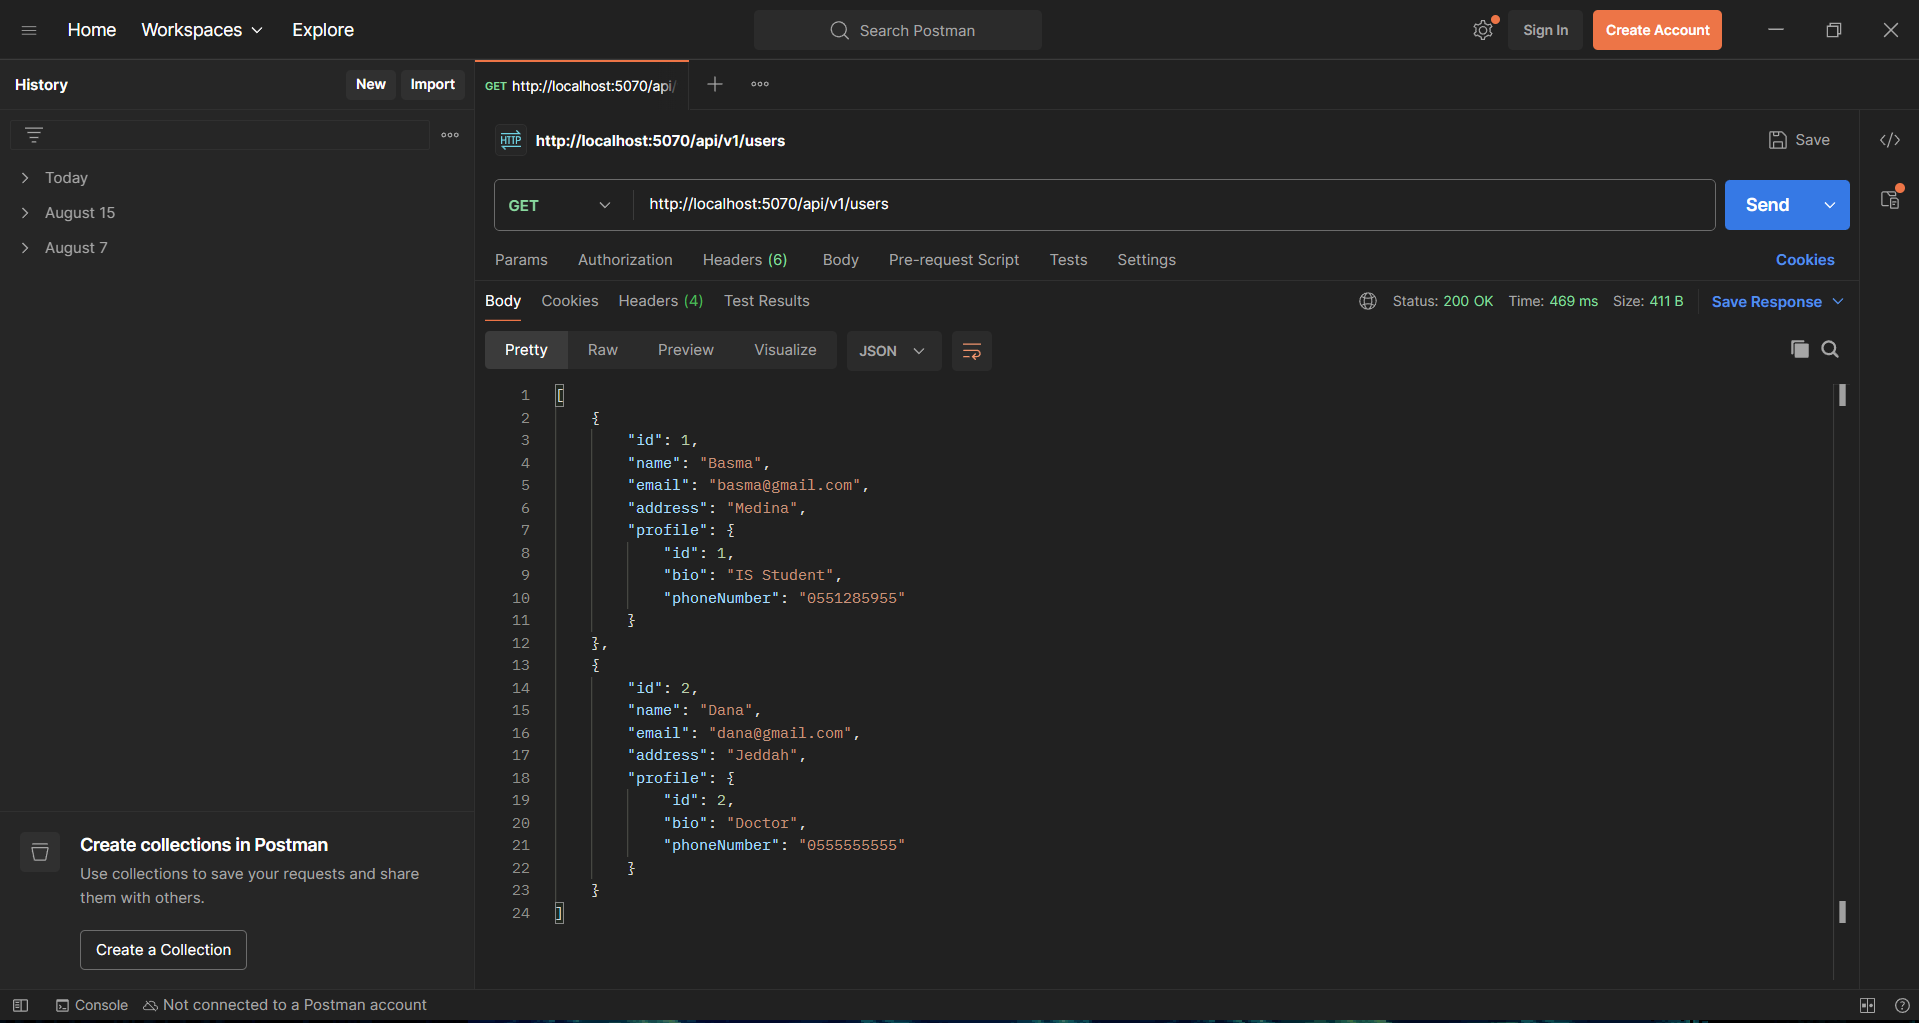 Home Workspaces Explore Search Postman Sign In Create Account
History New Import
GET http://localhost:5070/api/
HTTP http://localhost:5070/api/v1/users Save </>
Today
August 15
August 7
GET http://localhost:5070/api/v1/users Send
Params Authorization Headers (6) Body Pre-request Script Tests Settings Cookies
Body Cookies Headers (4) Test Results Status: 200 OK Time: 469 ms Size: 411 B Save Response
Pretty Raw Preview Visualize JSON
1 [
2 {
3 "id": 1,
4 "name": "Basma",
5 "email": "basma@gmail.com",
6 "address": "Medina",
7 "profile": {
8 "id": 1,
9 "bio": "IS Student",
10 "phoneNumber": "0551285955"
11 }
12 },
13 {
14 "id": 2,
15 "name": "Dana",
16 "email": "dana@gmail.com",
17 "address": "Jeddah",
18 "profile": {
19 "id": 2,
20 "bio": "Doctor",
21 "phoneNumber": "0555555555"
22 }
23 }
24 ]
Create collections in Postman
Use collections to save your requests and share
them with others.
Create a Collection
Console Not connected to a Postman account